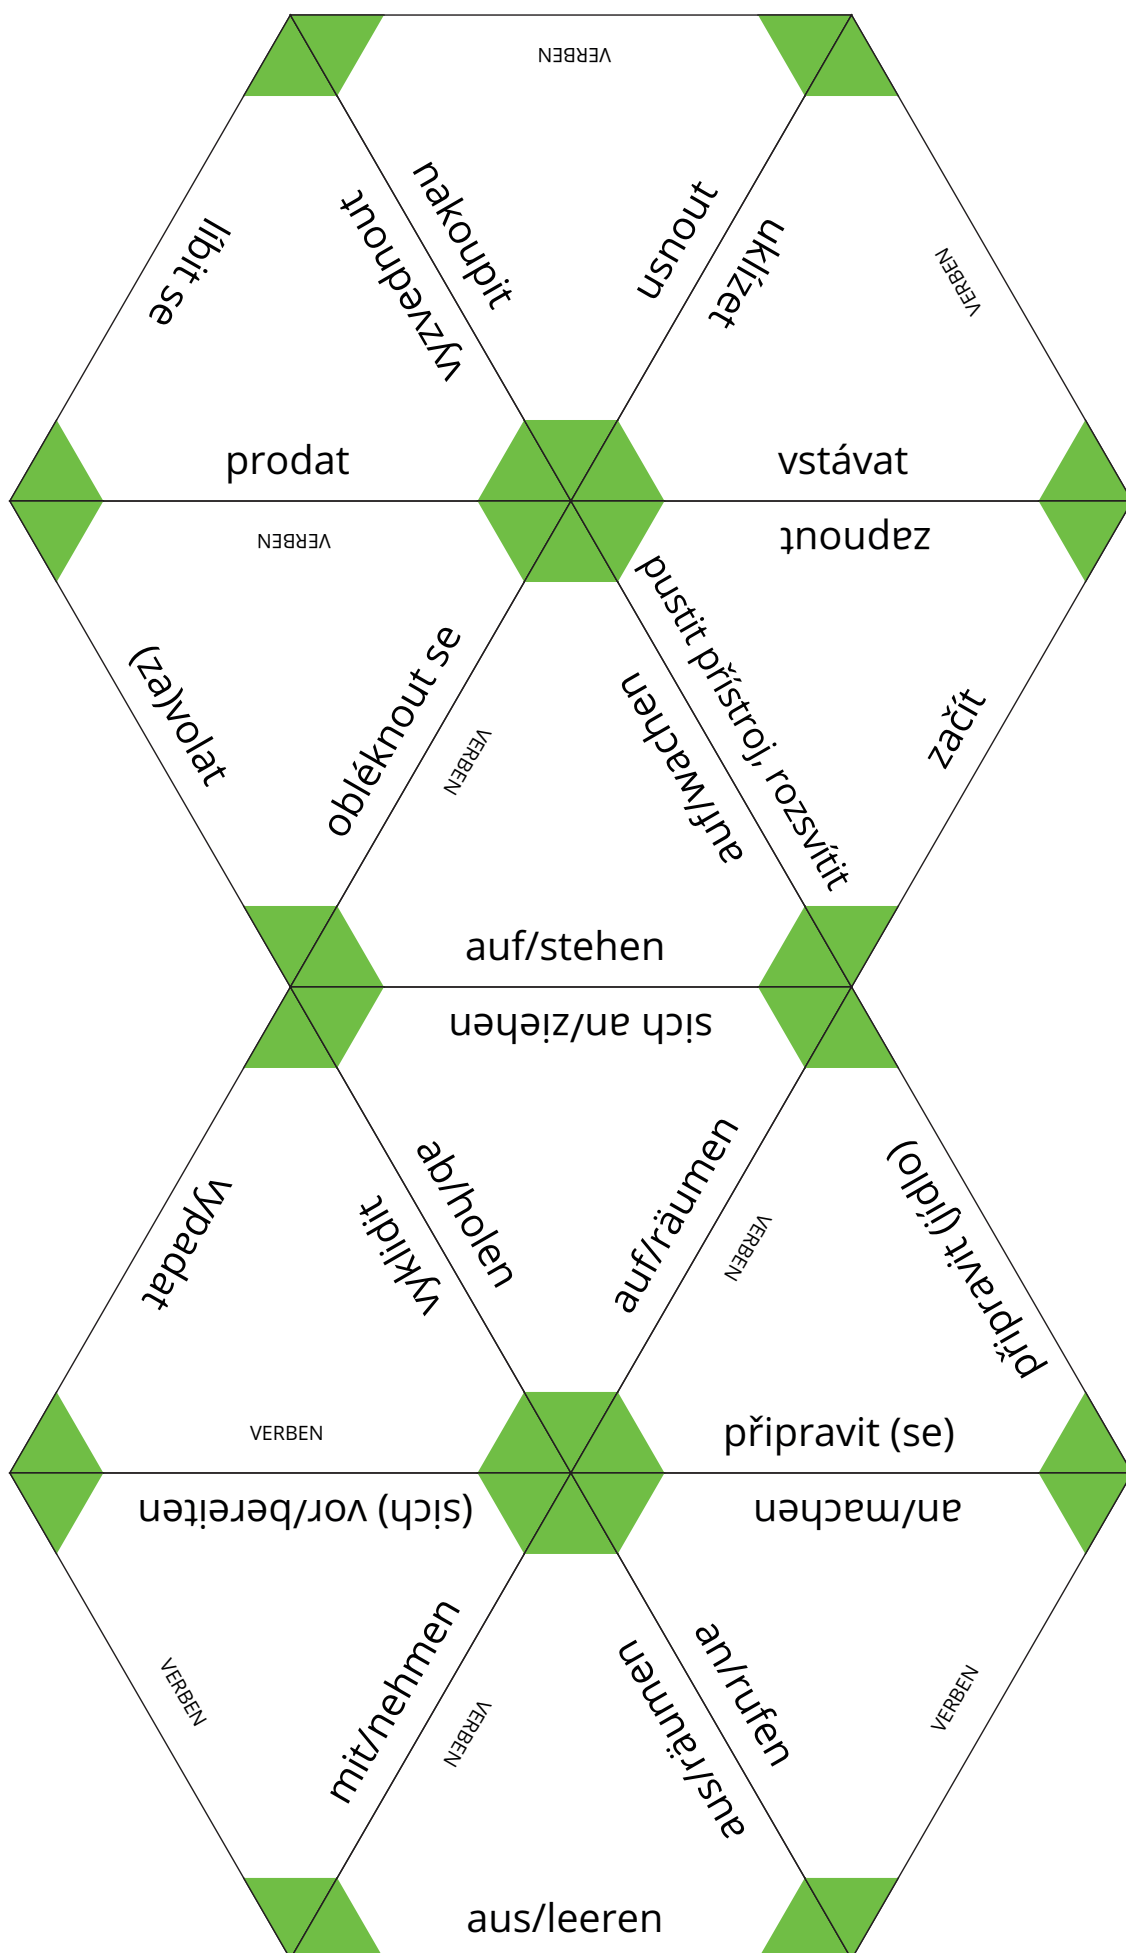 VERBEN
nakoupit
usnout
líbit se
vyzvednout
prodat
uklízet
VERBEN
vstávat
VERBEN
(za)volat
obléknout se
VERBEN
auf/wachen
auf/stehen
zapnout
pustit přístroj, rozsvítit
začít
sich an/ziehen
ab/holen
auf/räumen
vypadat
vyklidit
VERBEN
VERBEN
připravit (jídlo)
připravit (se)
(sich) vor/bereiten
VERBEN
mit/nehmen
VERBEN
aus/räumen
aus/leeren
an/machen
an/rufen
VERBEN